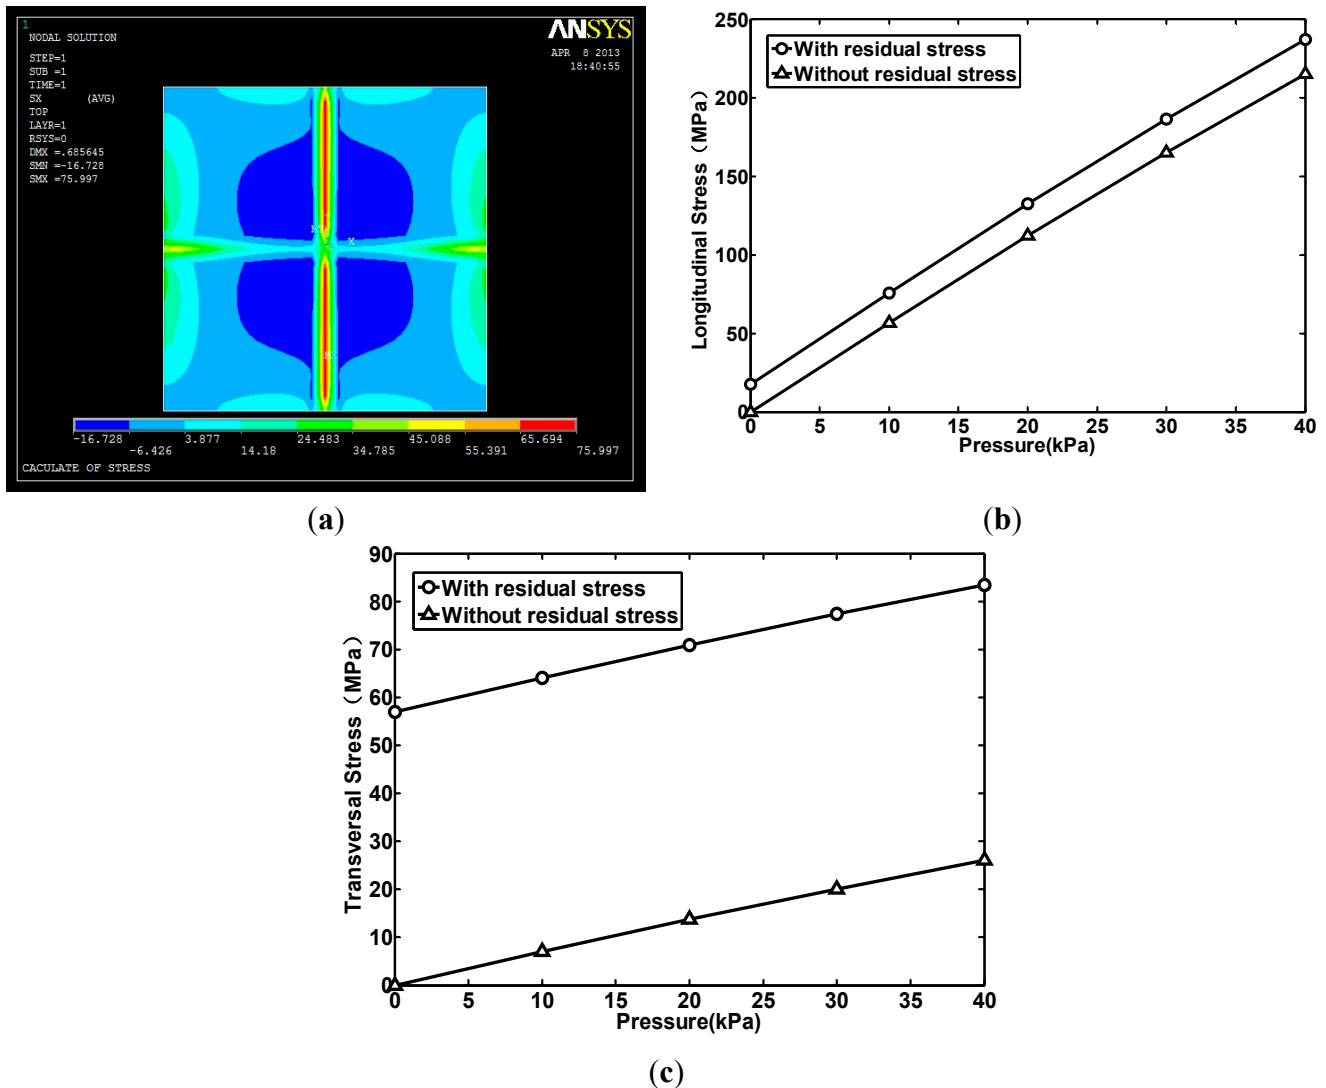 1
NODAL SOLUTION
STEP=1
SUB =1
TIME=1
SX (AVG)
TOP
LAYR=1
RSYS=0
DMX =.685645
SMN =-16.728
SMX =75.997
ANSYS
APR 8 2013
18:40:55
MX
-16.728 3.877 24.483 45.088 65.694
-6.426 14.18 34.785 55.391 75.997
CACULATE OF STRESS
(a)
With residual stress
Without residual stress
Longitudinal Stress（MPa）
250
200
150
100
50
0
0 5 10 15 20 25 30 35 40
Pressure(kPa)
(b)
With residual stress
Without residual stress
Transversal Stress（MPa）
90
80
70
60
50
40
30
20
10
0
0 5 10 15 20 25 30 35 40
Pressure(kPa)
(c)